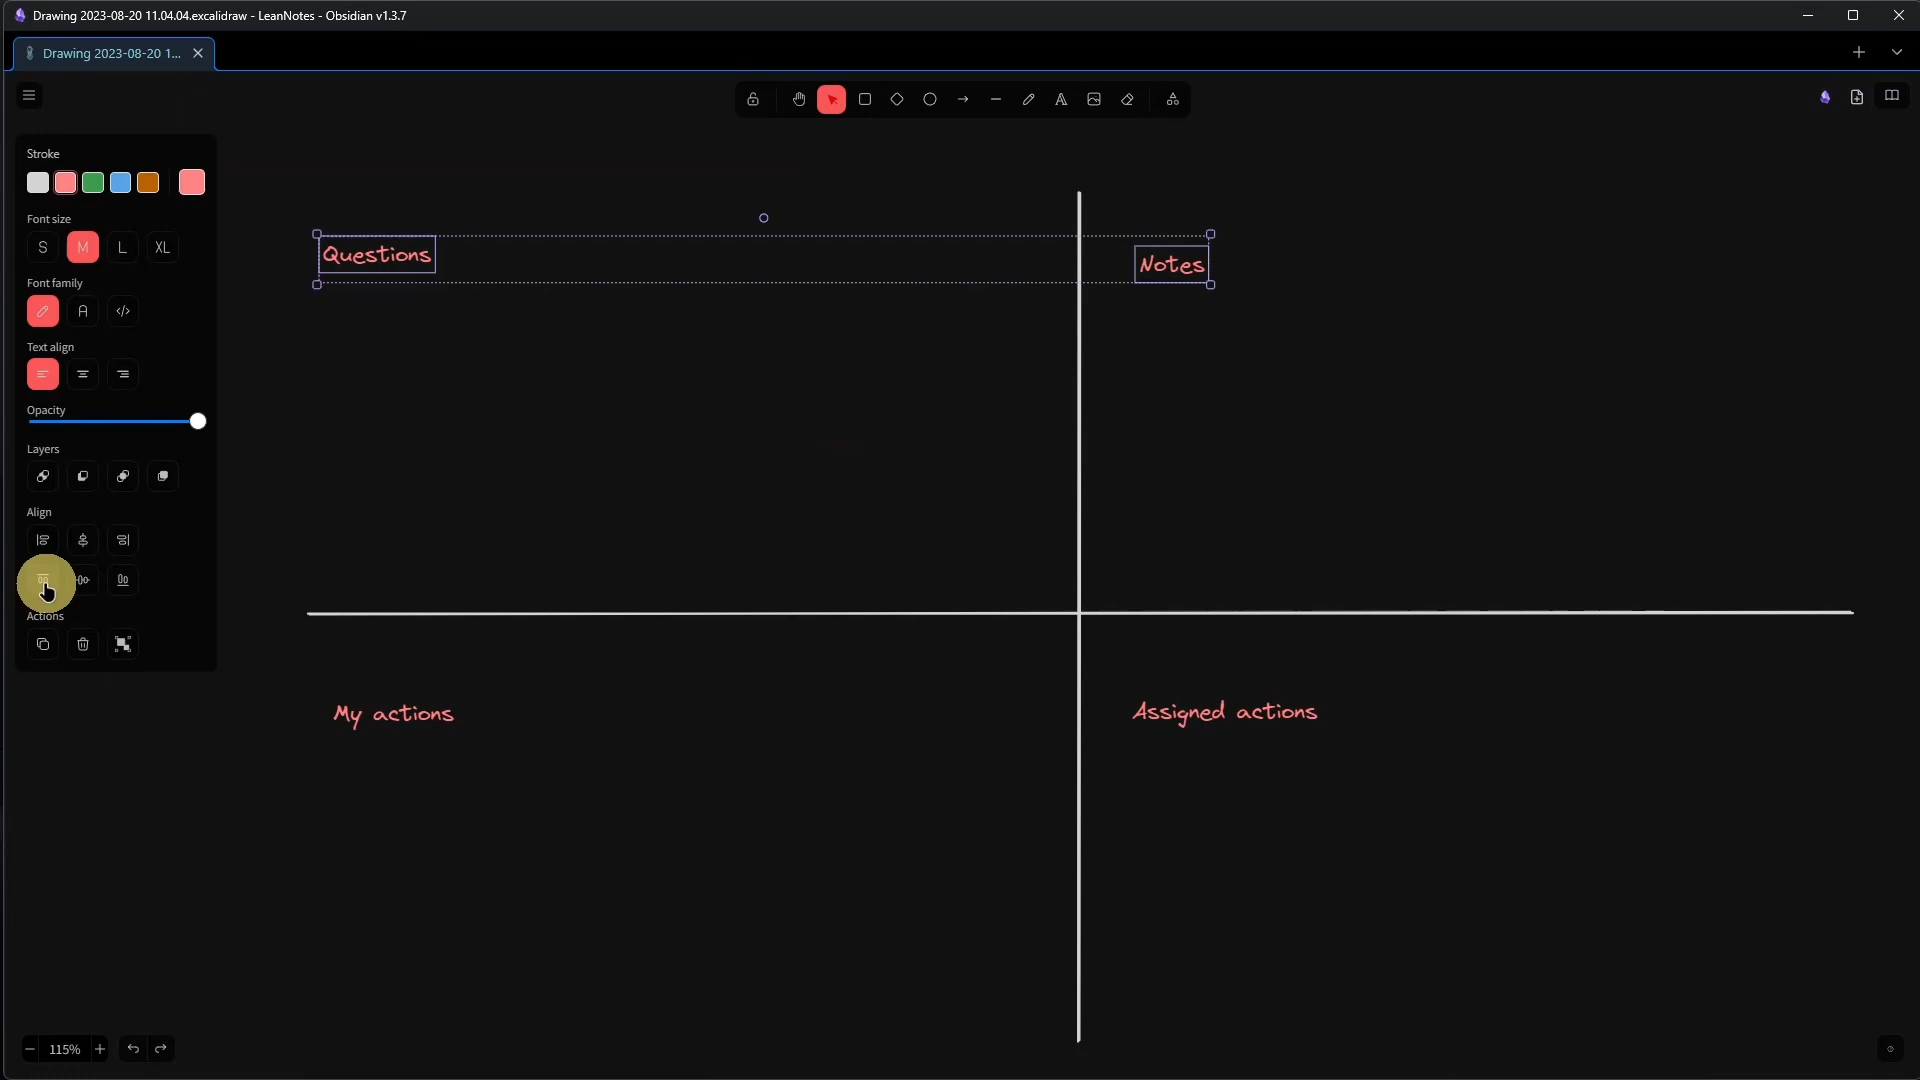 Drawing 2023-08-20 11.04.04.excalidraw - LeanNotes - Obsidian v1.3.7
Drawing 2023-08-20 1...
Stroke
Font size
S M L XL
Font family
Text align
Opacity
Layers
Align
Actions
Questions
Notes
My actions
Assigned actions
115%